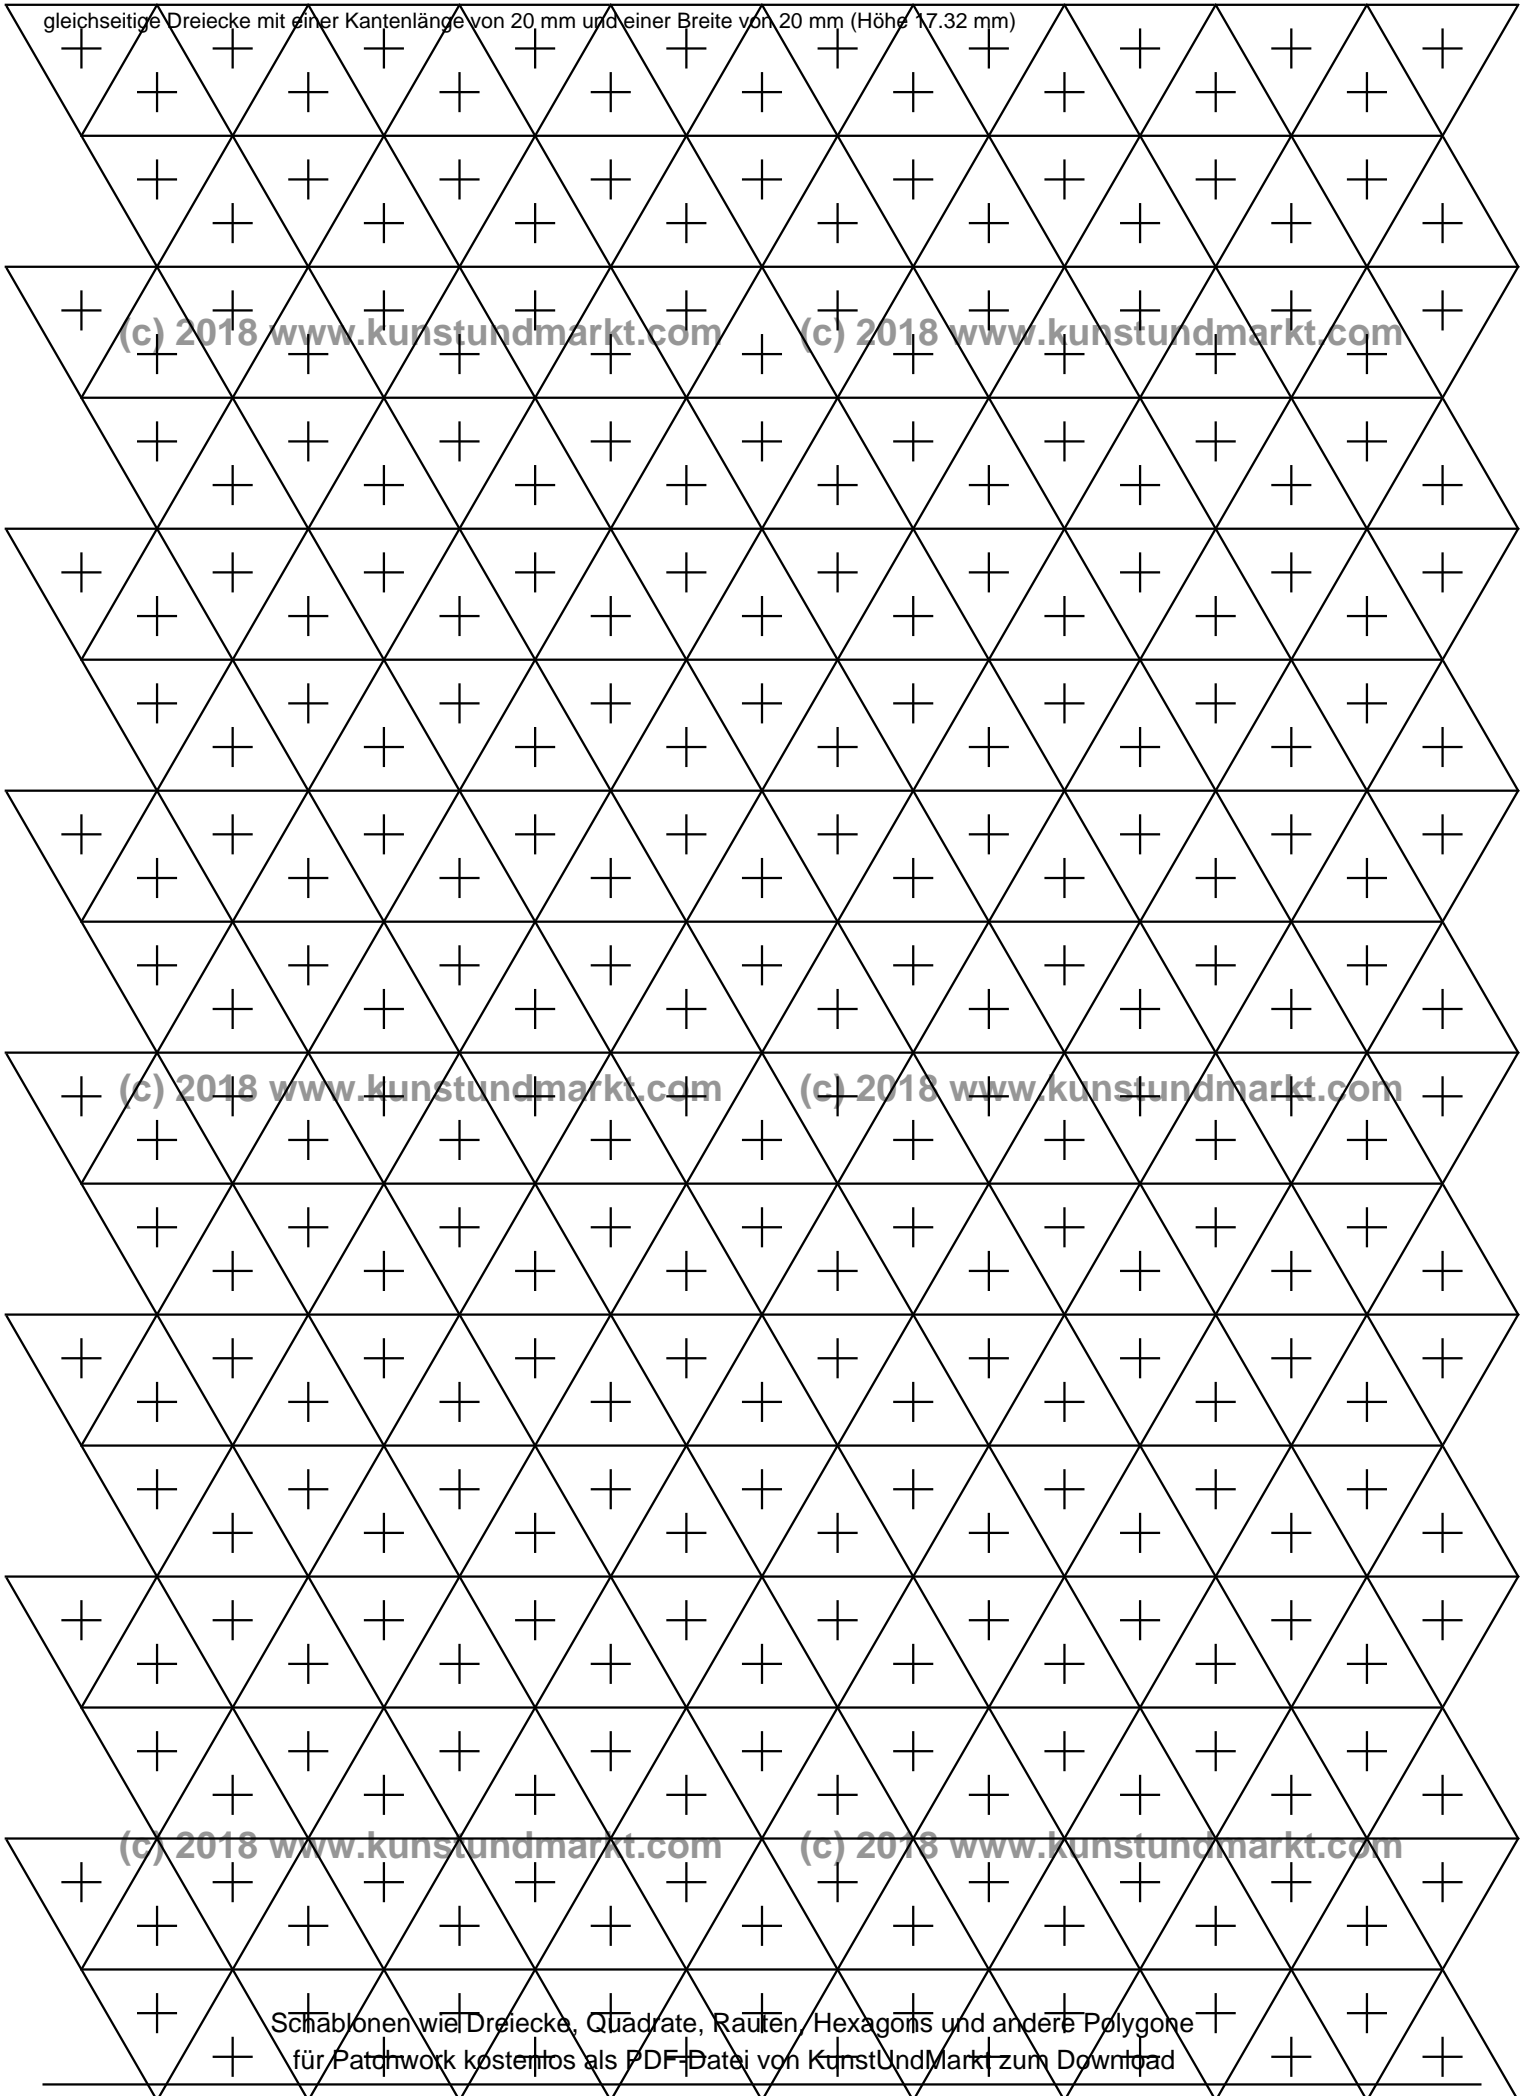 gleichseitige Dreiecke mit einer Kantenlänge von 20 mm und einer Breite von 20 mm (Höhe 17.32 mm)
(c) 2018 www.kunstundmarkt.com (c) 2018 www.kunstundmarkt.com
(c) 2018 www.kunstundmarkt.com (c) 2018 www.kunstundmarkt.com
(c) 2018 www.kunstundmarkt.com (c) 2018 www.kunstundmarkt.com
Schablonen wie Dreiecke, Quadrate, Rauten, Hexagons und andere Polygone
für Patchwork kostenlos als PDF-Datei von KunstUndMarkt zum Download